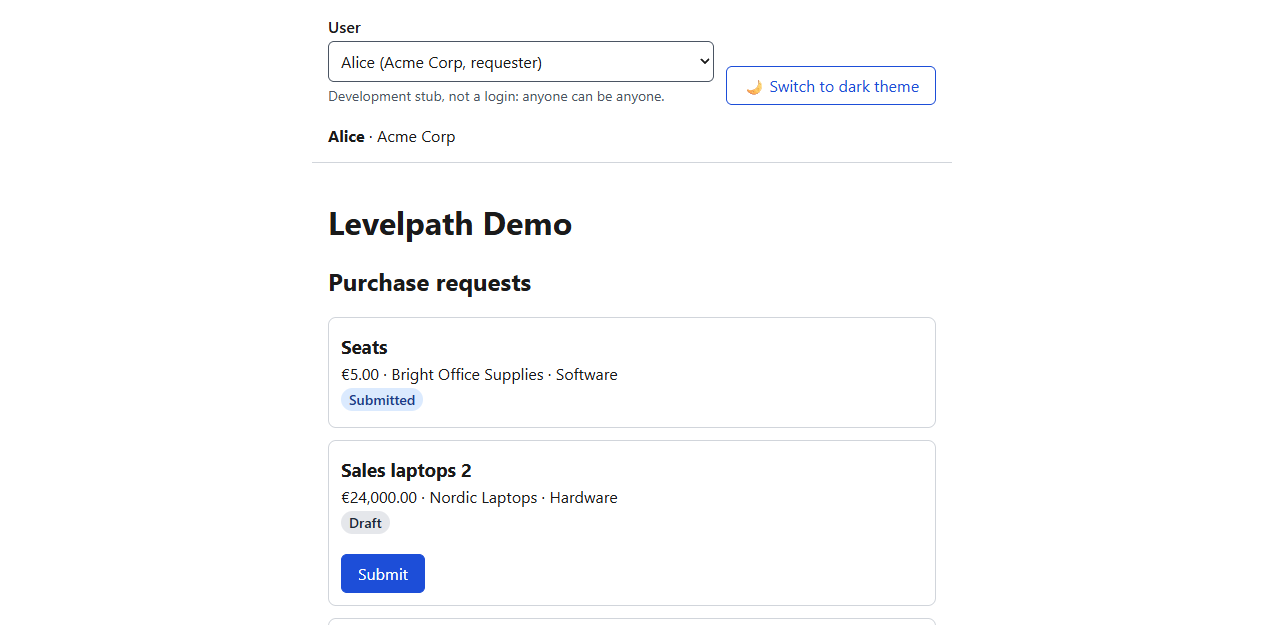 User
Alice (Acme Corp, requester)
Development stub, not a login: anyone can be anyone.
🌙 Switch to dark theme
Alice · Acme Corp
Levelpath Demo
Purchase requests
Seats
€5.00 · Bright Office Supplies · Software
Submitted
Sales laptops 2
€24,000.00 · Nordic Laptops · Hardware
Draft
Submit